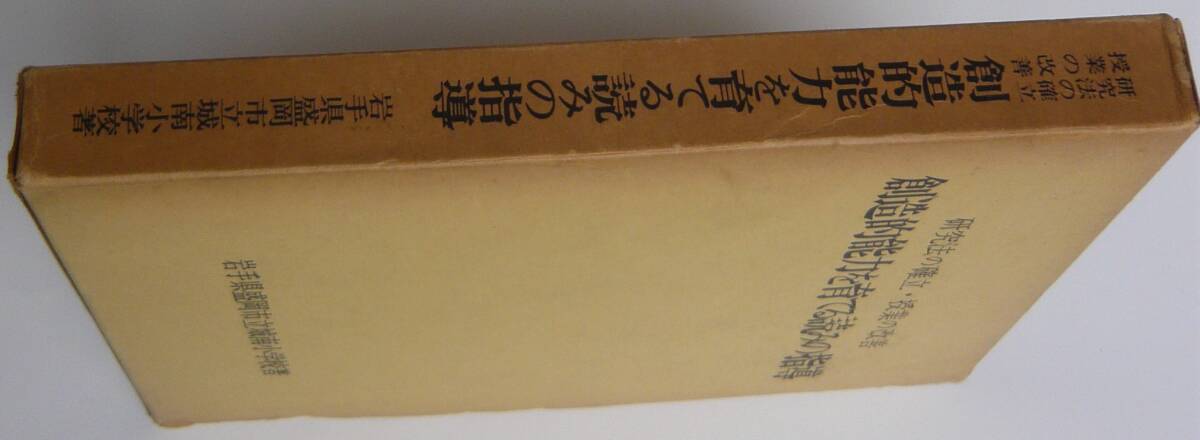 研究法の確立
授業の改善
創造的能力を育てる読みの指導
岩手県盛岡市立城南小学校著
研究法の確立・授業の改善
創造的能力を育てる読みの指導
岩手県盛岡市立城南小学校著